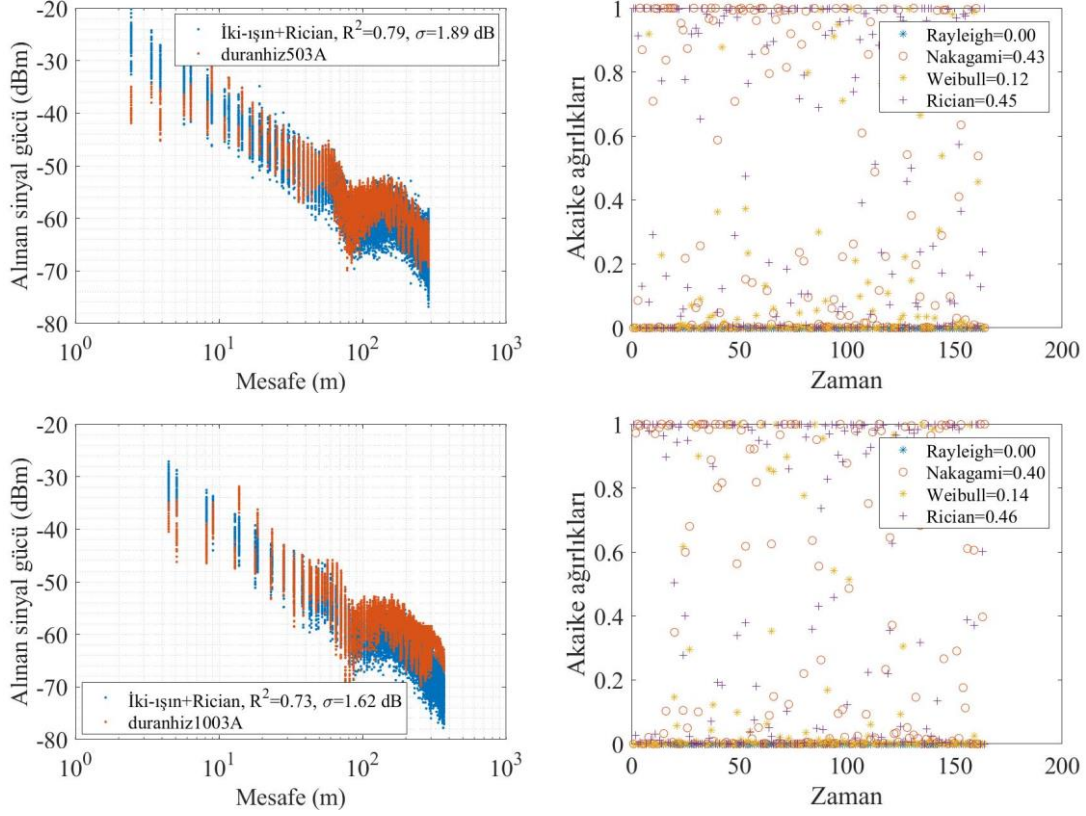 -20
-30
-40
-50
-60
-70
-80
Alınan sinyal gücü (dBm)
İki-ışın+Rician, R²=0.79, σ=1.89 dB
duranhiz503A
10⁰ 10¹ 10² 10³
Mesafe (m)
1
0.8
0.6
0.4
0.2
0
Akaike ağırlıkları
Rayleigh=0.00
Nakagami=0.43
Weibull=0.12
Rician=0.45
0 50 100 150 200
Zaman
-20
-30
-40
-50
-60
-70
-80
Alınan sinyal gücü (dBm)
İki-ışın+Rician, R²=0.73, σ=1.62 dB
duranhiz1003A
10⁰ 10¹ 10² 10³
Mesafe (m)
1
0.8
0.6
0.4
0.2
0
Akaike ağırlıkları
Rayleigh=0.00
Nakagami=0.40
Weibull=0.14
Rician=0.46
0 50 100 150 200
Zaman